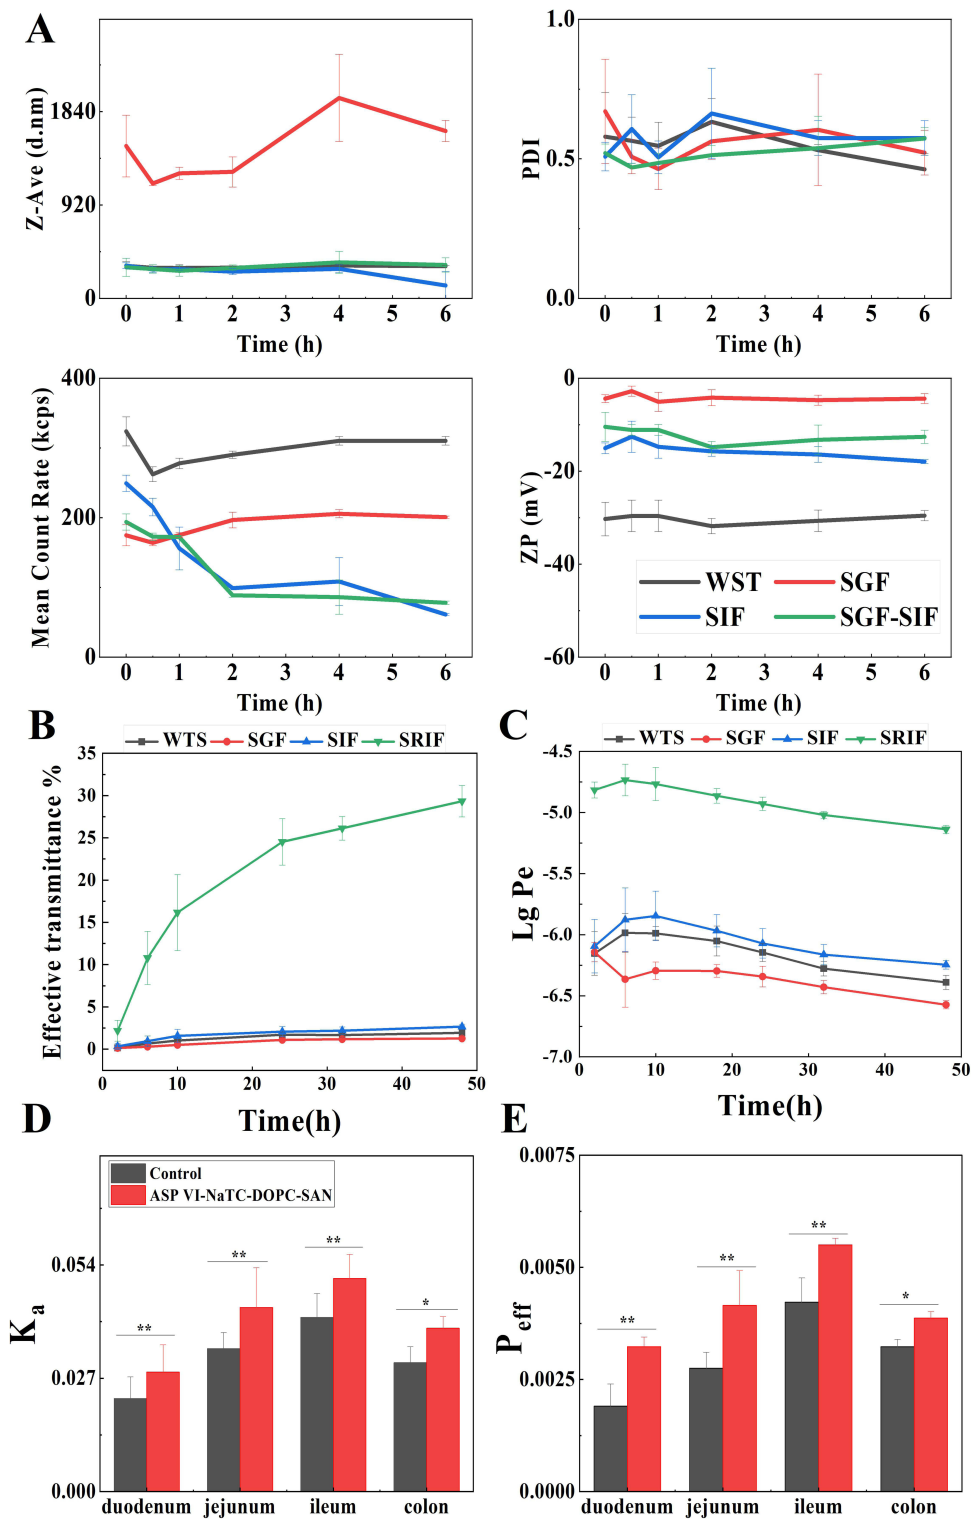 A
Z-Ave (d.nm)
1840
920
0
0 1 2 3 4 5 6
Time (h)
PDI
1.0
0.5
0.0
0 1 2 3 4 5 6
Time (h)
Mean Count Rate (kcps)
400
200
0
0 1 2 3 4 5 6
Time (h)
ZP (mV)
0
-20
-40
-60
WST SGF
SIF SGF-SIF
0 1 2 3 4 5 6
Time (h)
B
WTS SGF SIF SRIF
Effective transmittance %
35
30
25
20
15
10
5
0
0 10 20 30 40 50
Time(h)
C
WTS SGF SIF SRIF
Lg Pe
-4.5
-5.0
-5.5
-6.0
-6.5
-7.0
0 10 20 30 40 50
Time(h)
D
Control
ASP VI-NaTC-DOPC-SAN
Ka
0.054
0.027
0.000
** ** ** *
duodenum jejunum ileum colon
E
Peff
0.0075
0.0050
0.0025
0.0000
** ** ** *
duodenum jejunum ileum colon